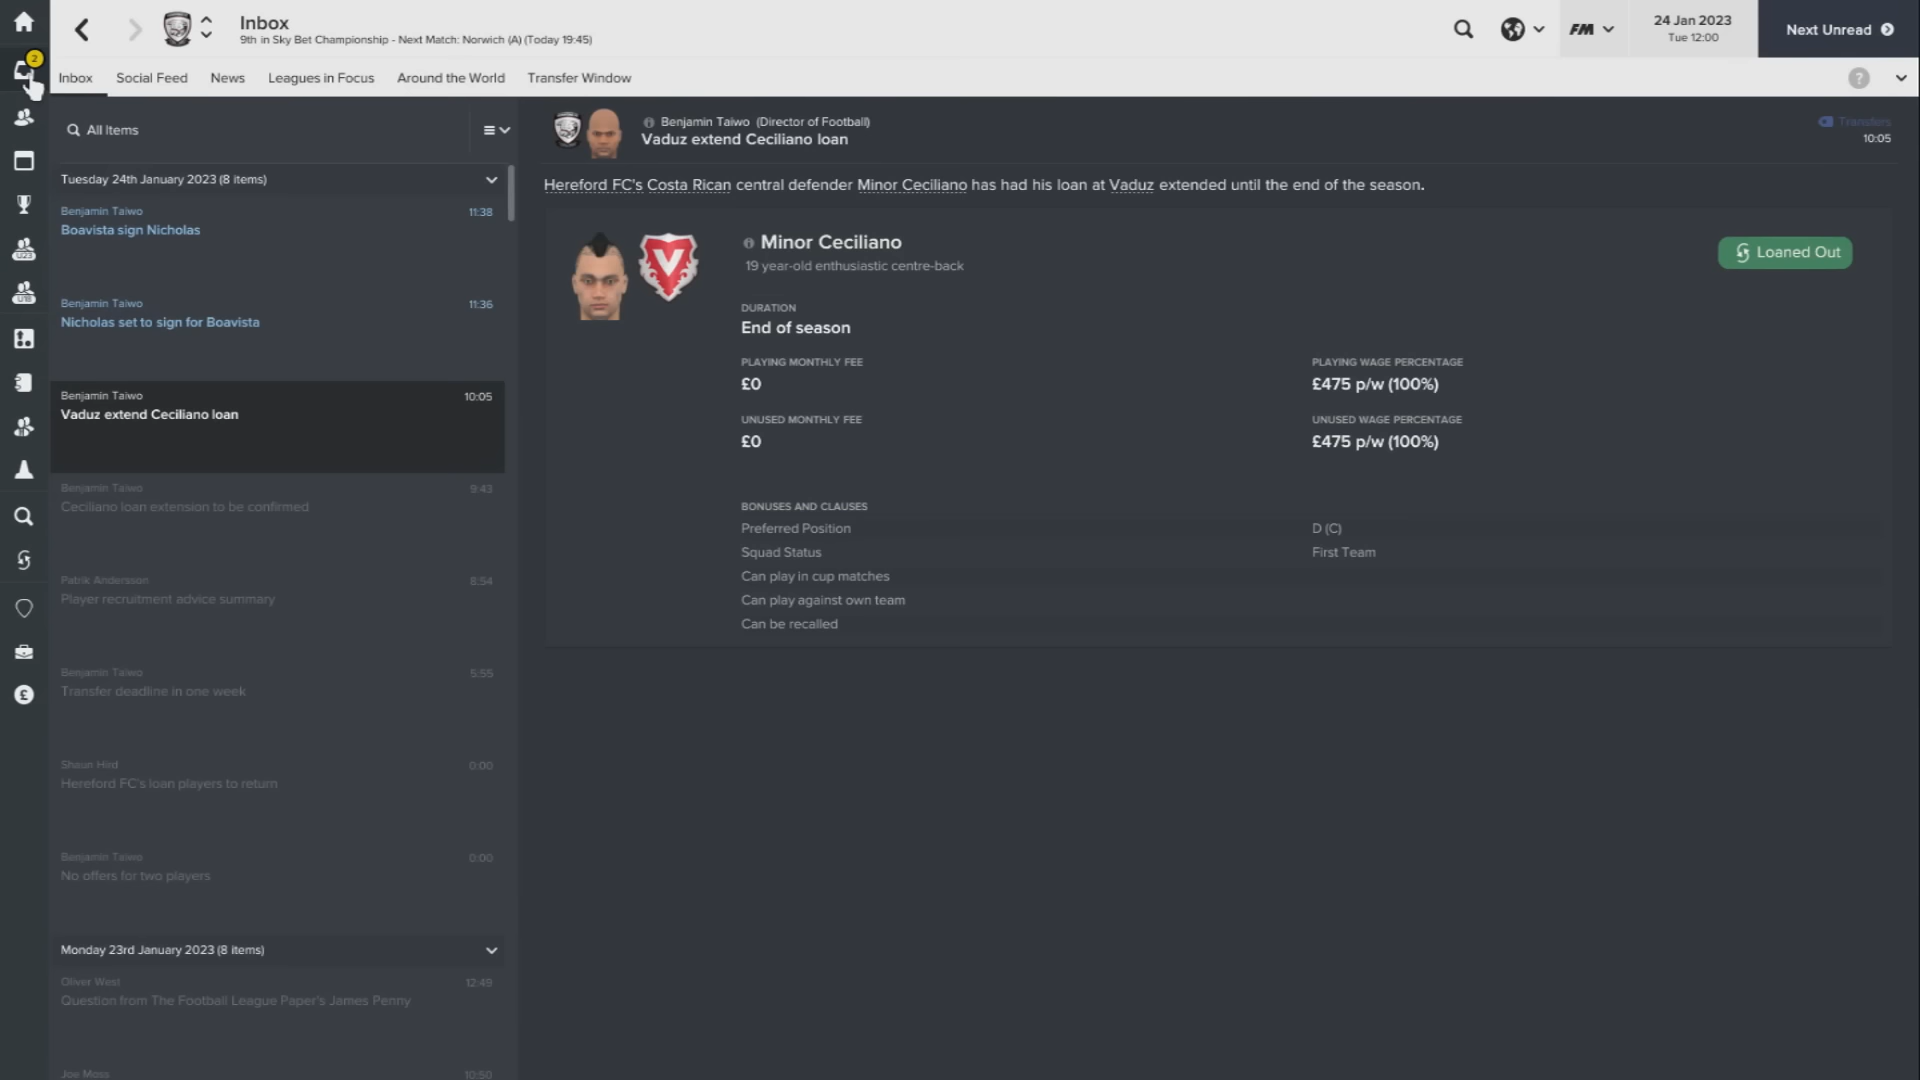 Inbox
9th in Sky Bet Championship - Next Match: Norwich (A) (Today 19:45)
FM
24 Jan 2023
Tue 12:00
Next Unread
2
Inbox Social Feed News Leagues in Focus Around the World Transfer Window
?
All Items
Tuesday 24th January 2023 (8 items)
Benjamin Taiwo 11:38
Boavista sign Nicholas
Benjamin Taiwo 11:36
Nicholas set to sign for Boavista
Benjamin Taiwo 10:05
Vaduz extend Ceciliano loan
Benjamin Taiwo 9:43
Ceciliano loan extension to be confirmed
Patrik Andersson 8:54
Player recruitment advice summary
Benjamin Taiwo 5:55
Transfer deadline in one week
Shaun Hird 0:00
Hereford FC's loan players to return
Benjamin Taiwo 0:00
No offers for two players
Monday 23rd January 2023 (8 items)
Oliver West 12:49
Question from The Football League Paper's James Penny
Joe Moss 10:50
U23
U18
Benjamin Taiwo (Director of Football)
Vaduz extend Ceciliano loan
Transfers
10:05
Hereford FC's Costa Rican central defender Minor Ceciliano has had his loan at Vaduz extended until the end of the season.
V
Minor Ceciliano
19 year-old enthusiastic centre-back
Loaned Out
DURATION
End of season
PLAYING MONTHLY FEE PLAYING WAGE PERCENTAGE
£0 £475 p/w (100%)
UNUSED MONTHLY FEE UNUSED WAGE PERCENTAGE
£0 £475 p/w (100%)
BONUSES AND CLAUSES
Preferred Position D (C)
Squad Status First Team
Can play in cup matches
Can play against own team
Can be recalled